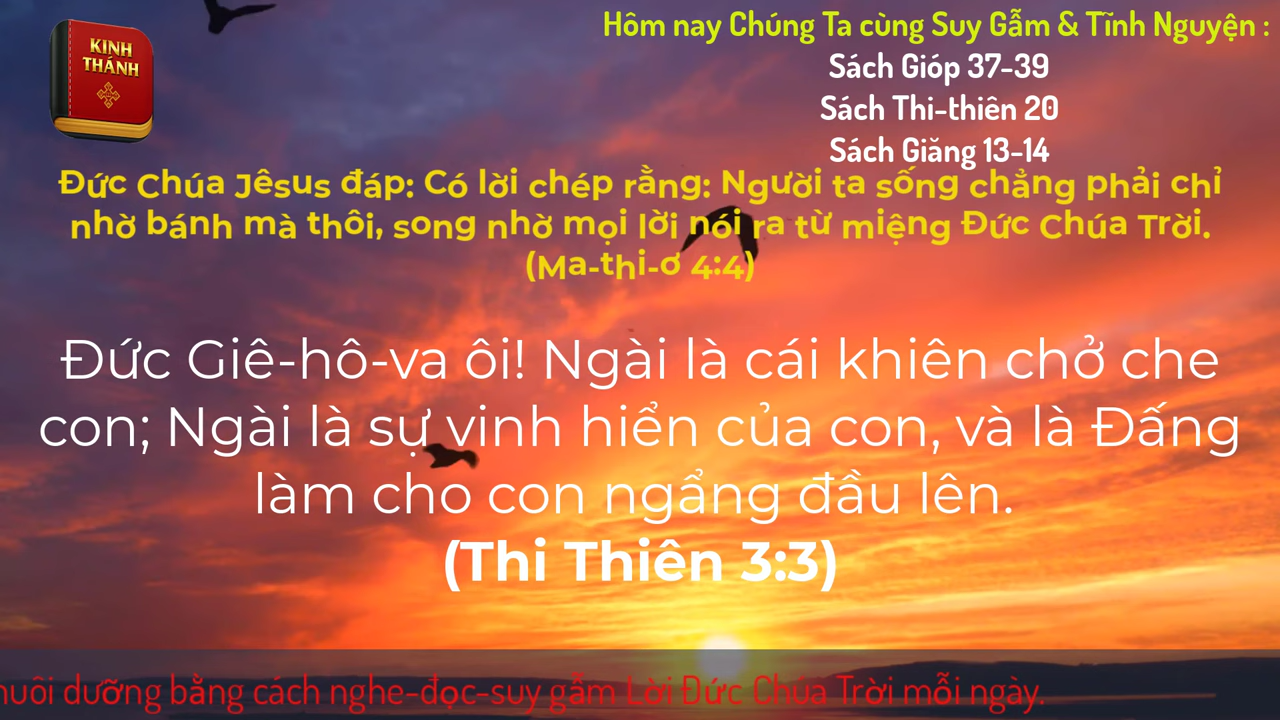 KINH
THÁNH
Hôm nay Chúng Ta cùng Suy Gẫm & Tĩnh Nguyện :
Sách Gióp 37-39
Sách Thi-thiên 20
Sách Giăng 13-14
Đức Chúa Jêsus đáp: Có lời chép rằng: Người ta sống chẳng phải chỉ
nhờ bánh mà thôi, song nhờ mọi lời nói ra từ miệng Đức Chúa Trời.
(Ma-thi-ơ 4:4)
Đức Giê-hô-va ôi! Ngài là cái khiên chở che
con; Ngài là sự vinh hiển của con, và là Đấng
làm cho con ngẩng đầu lên.
(Thi Thiên 3:3)
dưỡng bằng cách nghe-đọc-suy gẫm Lời Đức Chúa Trời mỗi ngày.